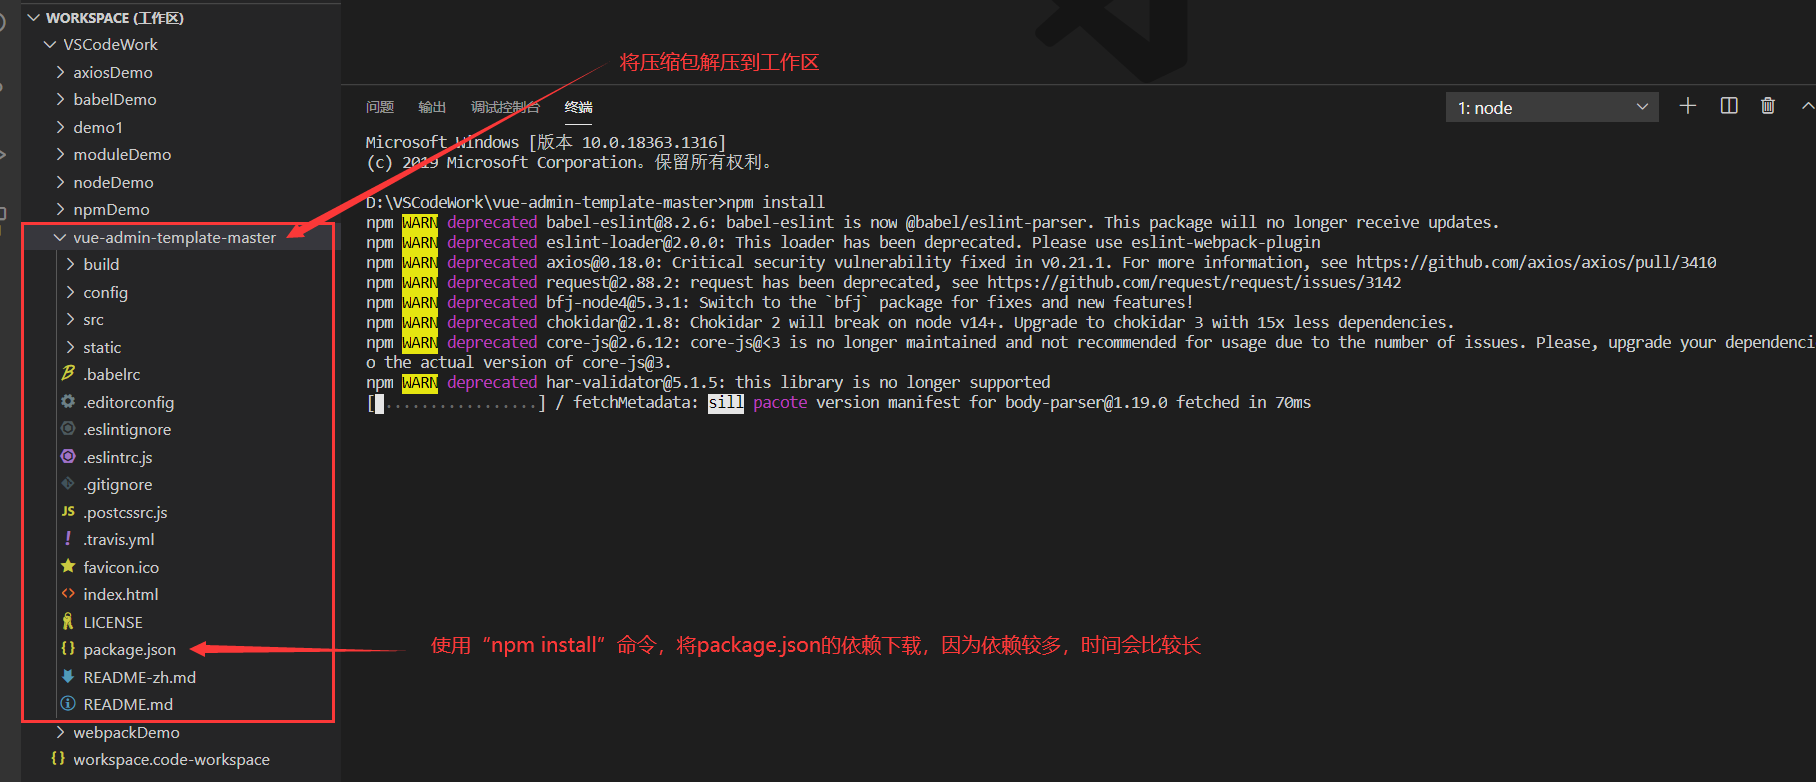 WORKSPACE (工作区)
VSCodeWork
axiosDemo
babelDemo
demo1
moduleDemo
nodeDemo
npmDemo
vue-admin-template-master
build
config
src
static
.babelrc
.editorconfig
.eslintignore
.eslintrc.js
.gitignore
JS .postcssrc.js
! .travis.yml
favicon.ico
<> index.html
LICENSE
{} package.json
README-zh.md
README.md
webpackDemo
{} workspace.code-workspace
将压缩包解压到工作区
问题 输出 调试控制台 终端
1: node
Microsoft Windows [版本 10.0.18363.1316]
(c) 2019 Microsoft Corporation。保留所有权利。
D:\VSCodeWork\vue-admin-template-master>npm install
npm WARN deprecated babel-eslint@8.2.6: babel-eslint is now @babel/eslint-parser. This package will no longer receive updates.
npm WARN deprecated eslint-loader@2.0.0: This loader has been deprecated. Please use eslint-webpack-plugin
npm WARN deprecated axios@0.18.0: Critical security vulnerability fixed in v0.21.1. For more information, see https://github.com/axios/axios/pull/3410
npm WARN deprecated request@2.88.2: request has been deprecated, see https://github.com/request/request/issues/3142
npm WARN deprecated bfj-node4@5.3.1: Switch to the `bfj` package for fixes and new features!
npm WARN deprecated chokidar@2.1.8: Chokidar 2 will break on node v14+. Upgrade to chokidar 3 with 15x less dependencies.
npm WARN deprecated core-js@2.6.12: core-js@<3 is no longer maintained and not recommended for usage due to the number of issues. Please, upgrade your dependenci
o the actual version of core-js@3.
npm WARN deprecated har-validator@5.1.5: this library is no longer supported
[ .................] / fetchMetadata: sill pacote version manifest for body-parser@1.19.0 fetched in 70ms
使用“npm install”命令，将package.json的依赖下载，因为依赖较多，时间会比较长